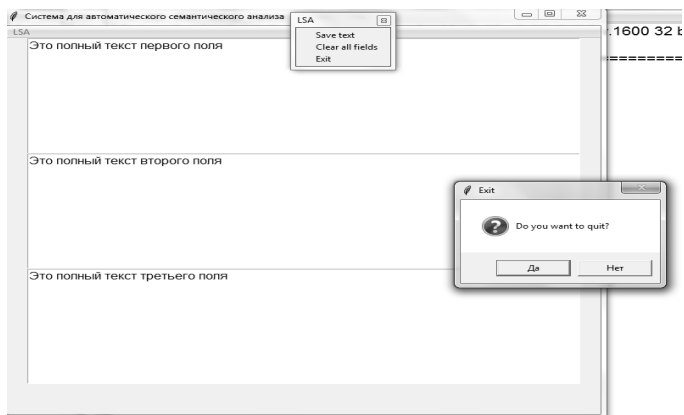 Система для автоматического семантического анализа
LSA
LSA
Save text
Clear all fields
Exit
.1600 32 b
=========
Это полный текст первого поля
Это полный текст второго поля
Exit
Do you want to quit?
Да
Нет
Это полный текст третьего поля